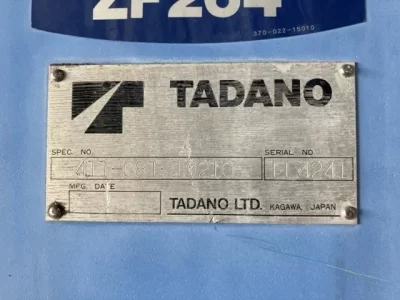 ZF264
370-022-15010
TADANO
SPEC. NO.
SERIAL NO
MFG. DATE
TADANO LTD.
KAGAWA, JAPAN